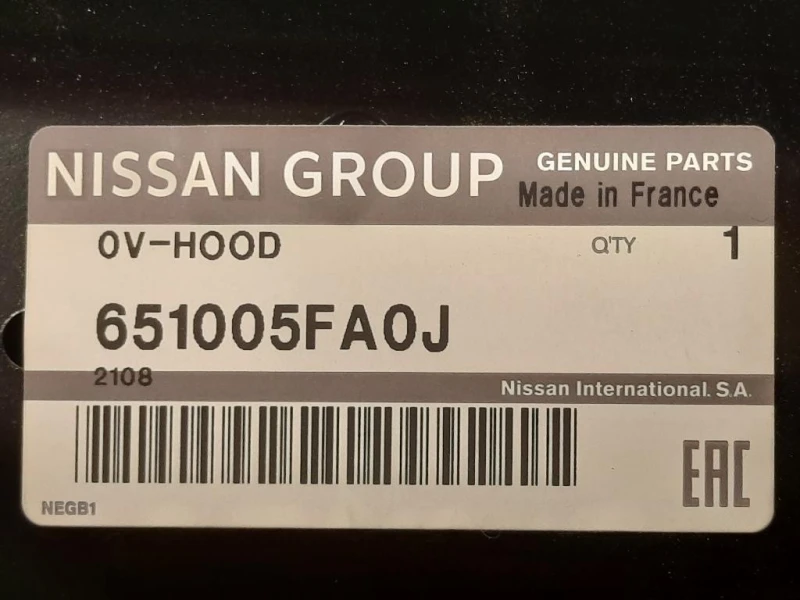 NISSAN GROUP GENUINE PARTS
Made in France
OV-HOOD Q'TY 1
651005FA0J
2108
Nissan International. S.A.
EAC
NEGB1